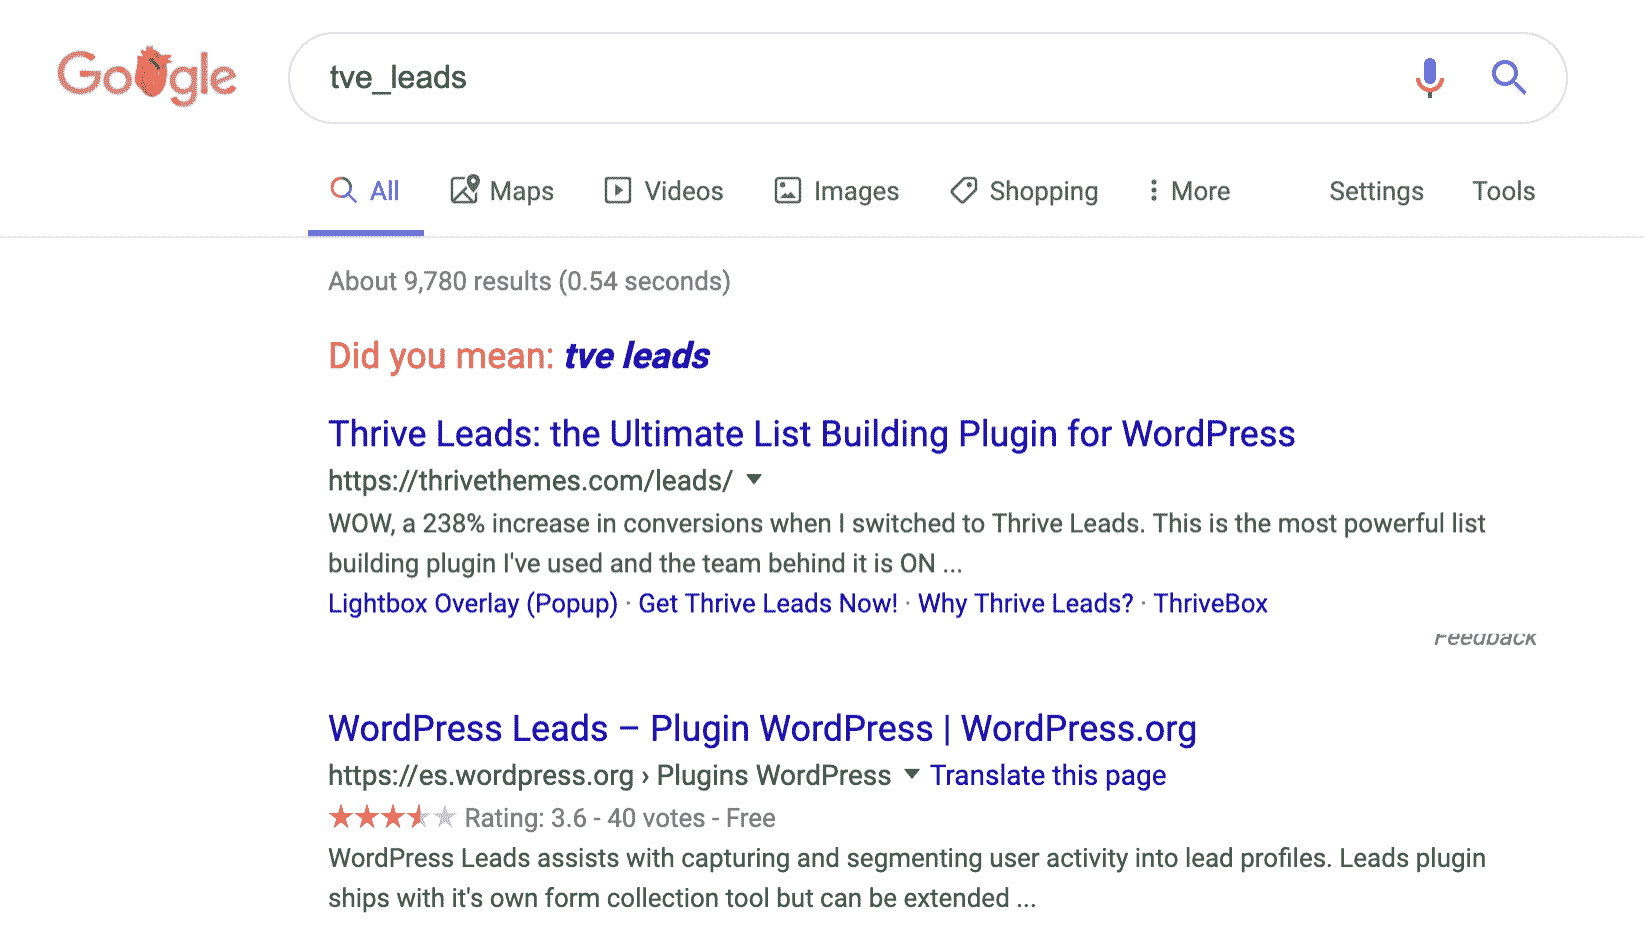 Google
tve_leads
All Maps Videos Images Shopping More Settings Tools
About 9,780 results (0.54 seconds)
Did you mean: tve leads
Thrive Leads: the Ultimate List Building Plugin for WordPress
https://thrivethemes.com/leads/
WOW, a 238% increase in conversions when I switched to Thrive Leads. This is the most powerful list
building plugin I've used and the team behind it is ON ...
Lightbox Overlay (Popup) · Get Thrive Leads Now! · Why Thrive Leads? · ThriveBox
Feedback
WordPress Leads – Plugin WordPress | WordPress.org
https://es.wordpress.org › Plugins WordPress Translate this page
Rating: 3.6 - 40 votes - Free
WordPress Leads assists with capturing and segmenting user activity into lead profiles. Leads plugin
ships with it's own form collection tool but can be extended ...